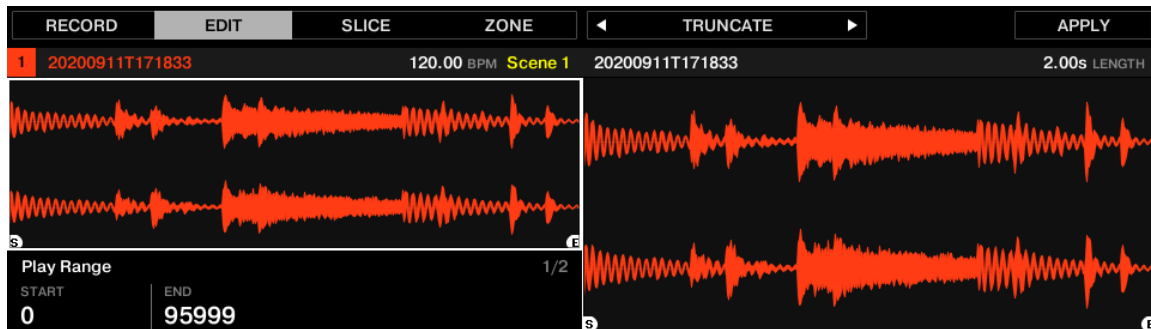 RECORD EDIT SLICE ZONE ◀ TRUNCATE ▶ APPLY
1 20200911T171833 120.00 BPM Scene 1 20200911T171833 2.00s LENGTH
S E
Play Range 1/2
START END
0 95999
S E